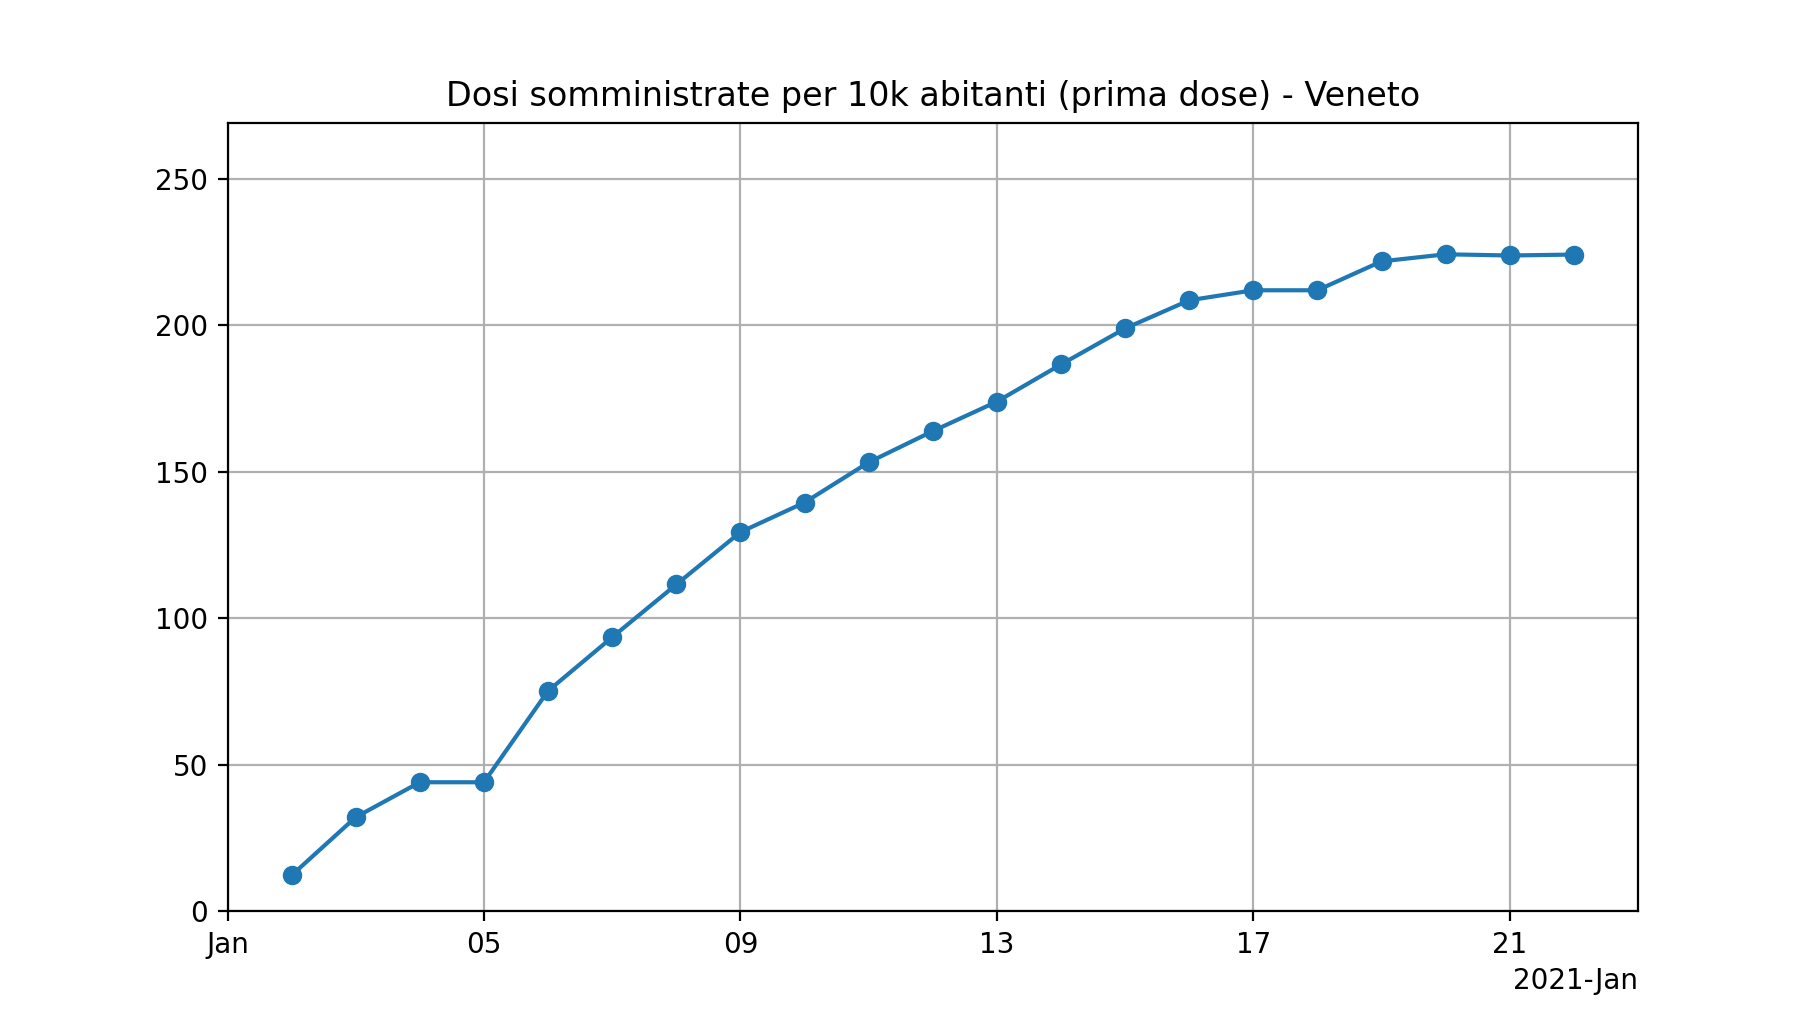 Dosi somministrate per 10k abitanti (prima dose) - Veneto
250
200
150
100
50
0
Jan 05 09 13 17 21
2021-Jan